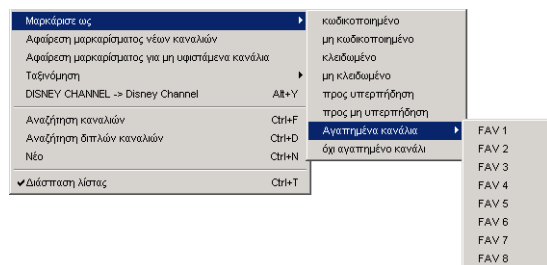 Μαρκάρισε ως
Αφαίρεση μαρκαρίσματος νέων καναλιών
Αφαίρεση μαρκαρίσματος για μη υφιστάμενα κανάλια
Ταξινόμηση
DISNEY CHANNEL -> Disney Channel Alt+Y
Αναζήτηση καναλιών Ctrl+F
Αναζήτηση διπλών καναλιών Ctrl+D
Νέο Ctrl+N
Διάσπαση λίστας Ctrl+T
κωδικοποιημένο
μη κωδικοποιημένο
κλειδωμένο
μη κλειδωμένο
προς υπερπήδηση
προς μη υπερπήδηση
Αγαπημένα κανάλια
όχι αγαπημένο κανάλι
FAV 1
FAV 2
FAV 3
FAV 4
FAV 5
FAV 6
FAV 7
FAV 8